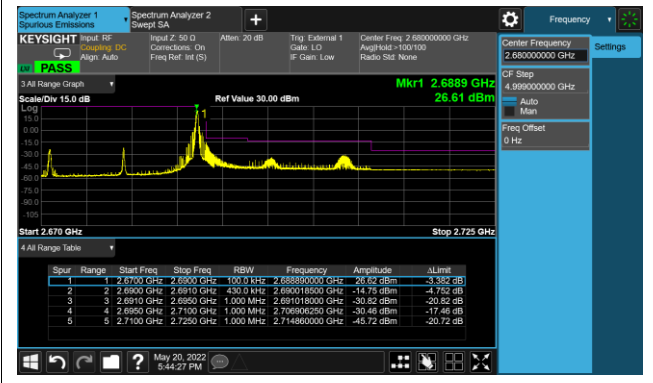 Spectrum Analyzer 1
Spurious Emissions
Spectrum Analyzer 2
Swept SA
Frequency
KEYSIGHT
Input: RF
Coupling: DC
Align: Auto
Input Z: 50 Ω
Corrections: On
Freq Ref: Int (S)
Atten: 20 dB
Trig: External 1
Gate: LO
IF Gain: Low
Center Freq: 2.680000000 GHz
Avg|Hold:>100/100
Radio Std: None
PASS
Center Frequency
2.680000000 GHz
Settings
CF Step
4.999000000 GHz
Auto
Man
Freq Offset
0 Hz
3 All Range Graph
Mkr1 2.6889 GHz
Scale/Div 15.0 dB
Ref Value 30.00 dBm
26.61 dBm
Log
15.0
0.00
-15.0
-30.0
-45.0
-60.0
-75.0
-90.0
-105
1
Start 2.670 GHz
Stop 2.725 GHz
4 All Range Table
Spur Range Start Freq Stop Freq RBW Frequency Amplitude ΔLimit
1 1 2.6700 GHz 2.6900 GHz 100.0 kHz 2.688890000 GHz 26.62 dBm -3.382 dB
2 2 2.6900 GHz 2.6910 GHz 430.0 kHz 2.690018500 GHz -14.75 dBm -4.752 dB
3 3 2.6910 GHz 2.6950 GHz 1.000 MHz 2.691018000 GHz -30.82 dBm -20.82 dB
4 4 2.6950 GHz 2.7100 GHz 1.000 MHz 2.706906250 GHz -30.46 dBm -17.46 dB
5 5 2.7100 GHz 2.7250 GHz 1.000 MHz 2.714860000 GHz -45.72 dBm -20.72 dB
May 20, 2022
5:44:27 PM